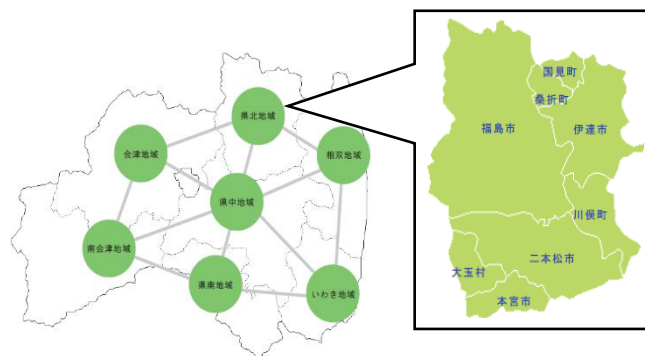 県北地域
会津地域
相双地域
県中地域
南会津地域
県南地域
いわき地域
国見町
桑折町
福島市
伊達市
川俣町
二本松市
大玉村
本宮市